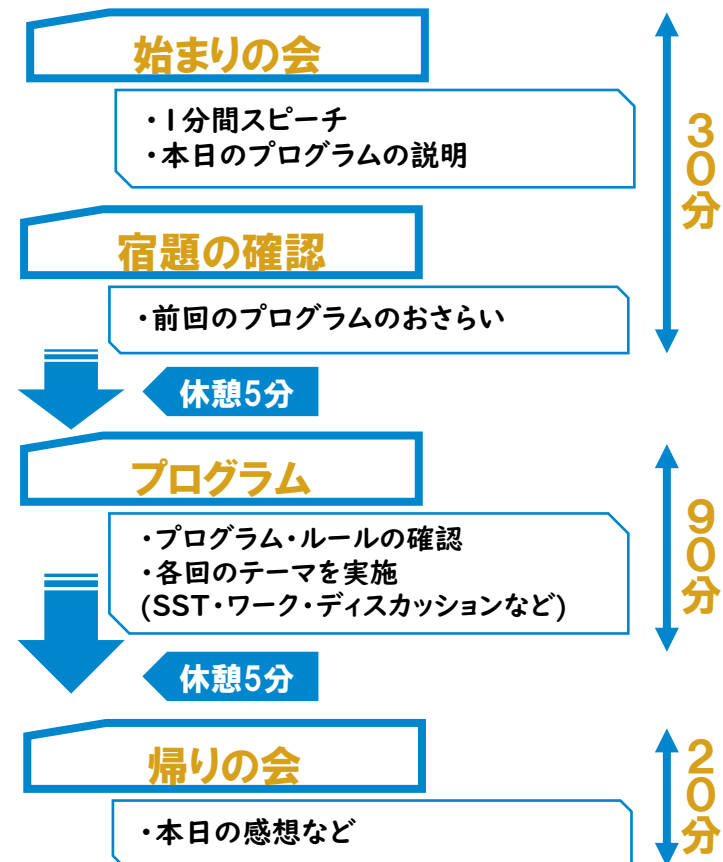 始まりの会
・1分間スピーチ
・本日のプログラムの説明
30分
宿題の確認
・前回のプログラムのおさらい
休憩5分
プログラム
・プログラム・ルールの確認
・各回のテーマを実施
(SST・ワーク・ディスカッションなど)
90分
休憩5分
帰りの会
・本日の感想など
20分